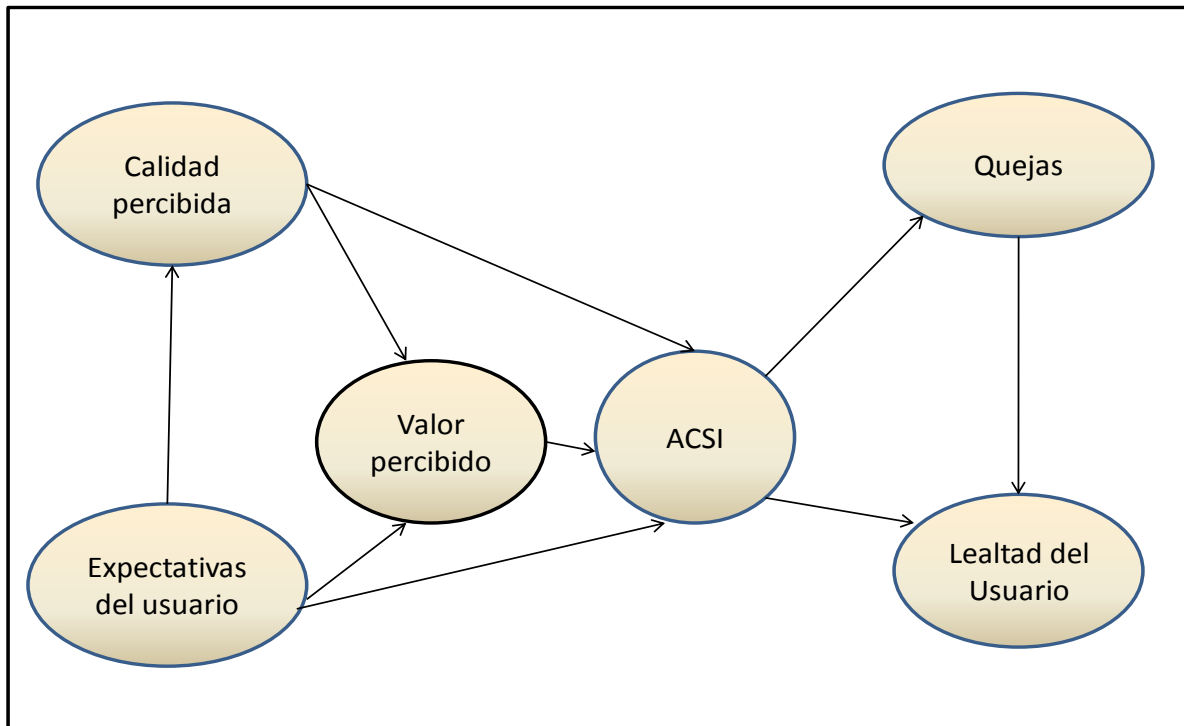 Calidad
percibida
Quejas
Valor
percibido
ACSI
Expectativas
del usuario
Lealtad del
Usuario